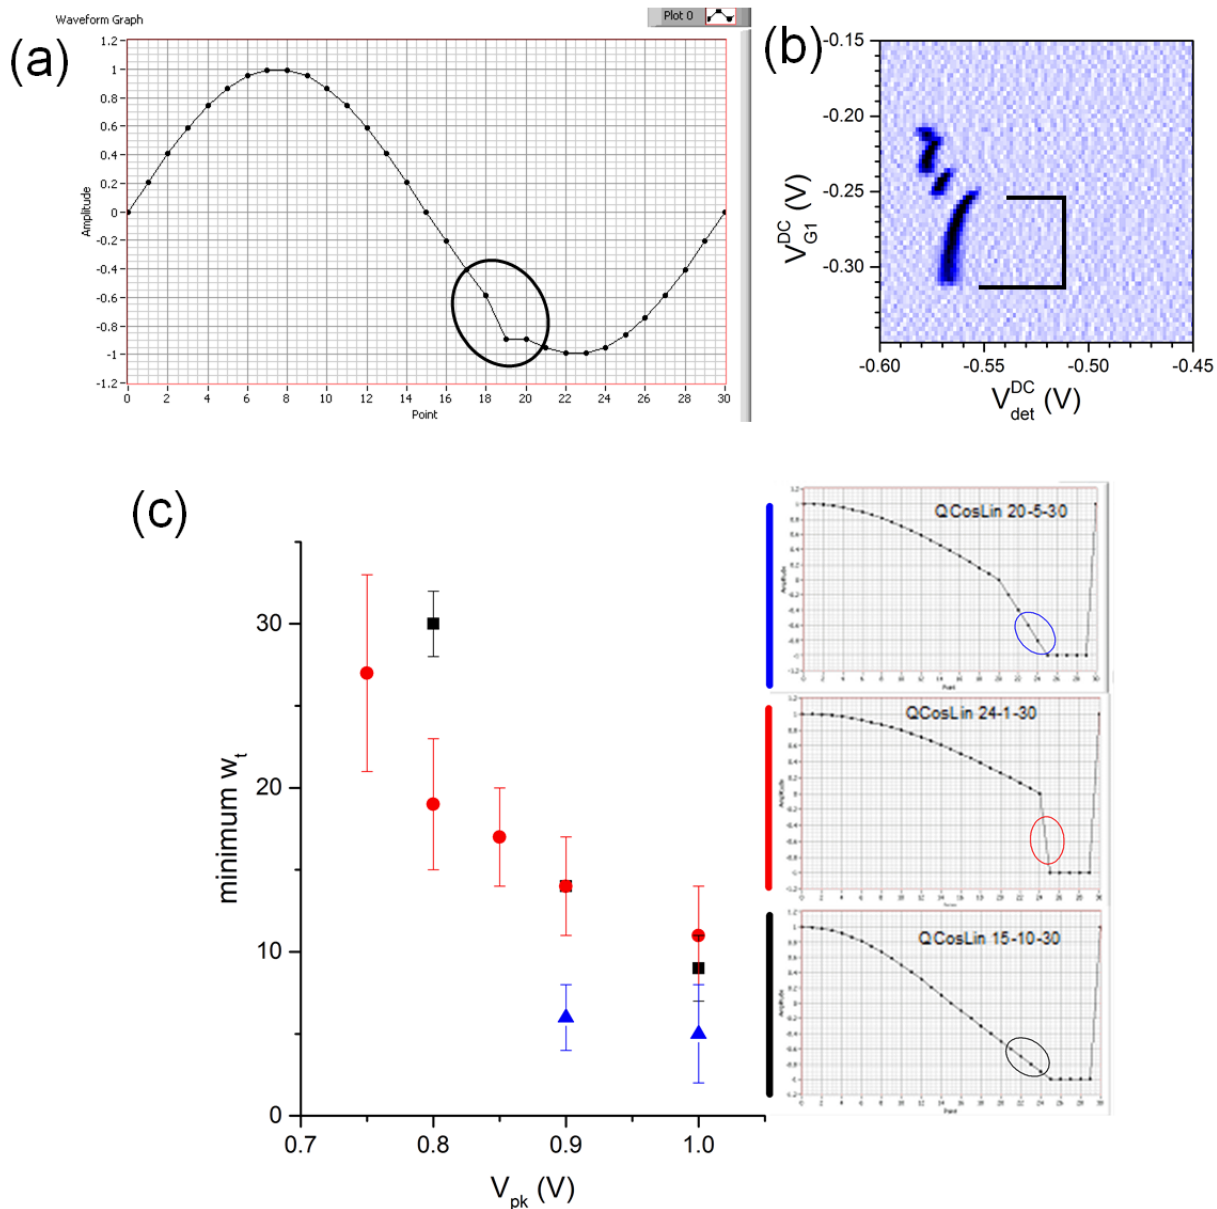 Waveform Graph
Plot 0
(a)
1.2
1
0.8
0.6
0.4
0.2
0
-0.2
-0.4
-0.6
-0.8
-1
-1.2
Amplitude
0 2 4 6 8 10 12 14 16 18 20 22 24 26 28 30
Point
(b)
-0.15
-0.20
-0.25
-0.30
V_G1^DC (V)
-0.60 -0.55 -0.50 -0.45
V_det^DC (V)
(c)
30
20
10
0
minimum w_t
0.7 0.8 0.9 1.0
V_pk (V)
QCosLin 20-5-30
Amplitude
Point
QCosLin 24-1-30
Amplitude
QCosLin 15-10-30
Amplitude